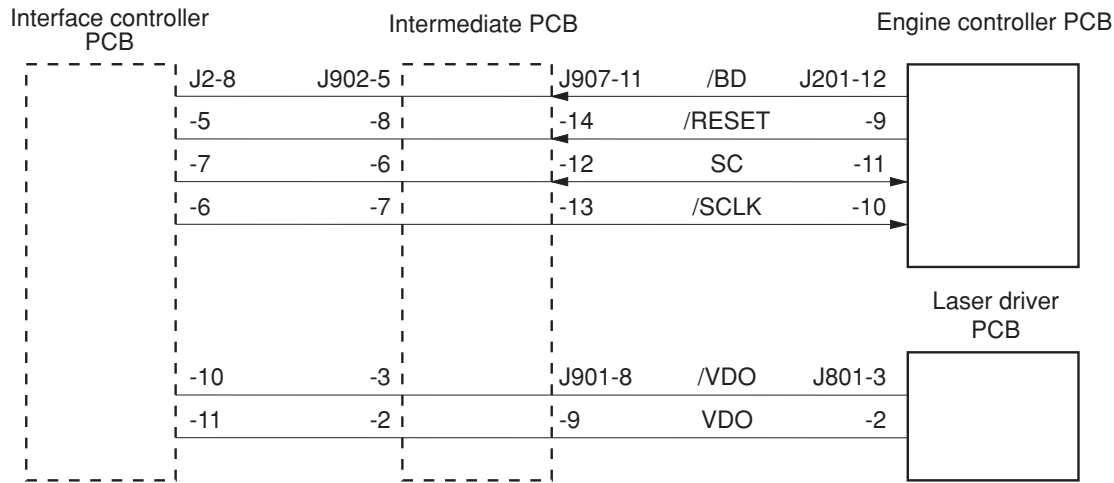 Interface controller
PCB
Intermediate PCB
Engine controller PCB
J2-8 J902-5 J907-11 /BD J201-12
-5 -8 -14 /RESET -9
-7 -6 -12 SC -11
-6 -7 -13 /SCLK -10
Laser driver
PCB
-10 -3 J901-8 /VDO J801-3
-11 -2 -9 VDO -2